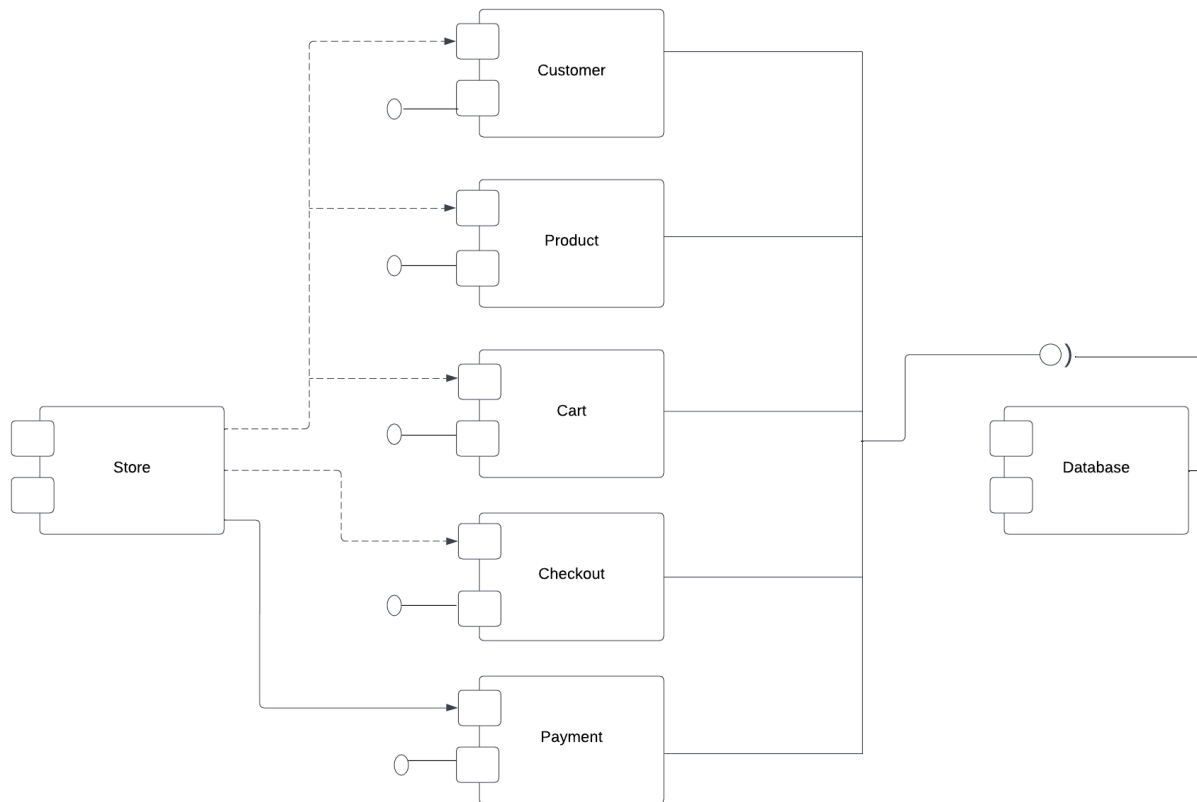 Customer
Product
Cart
Store
Database
Checkout
Payment